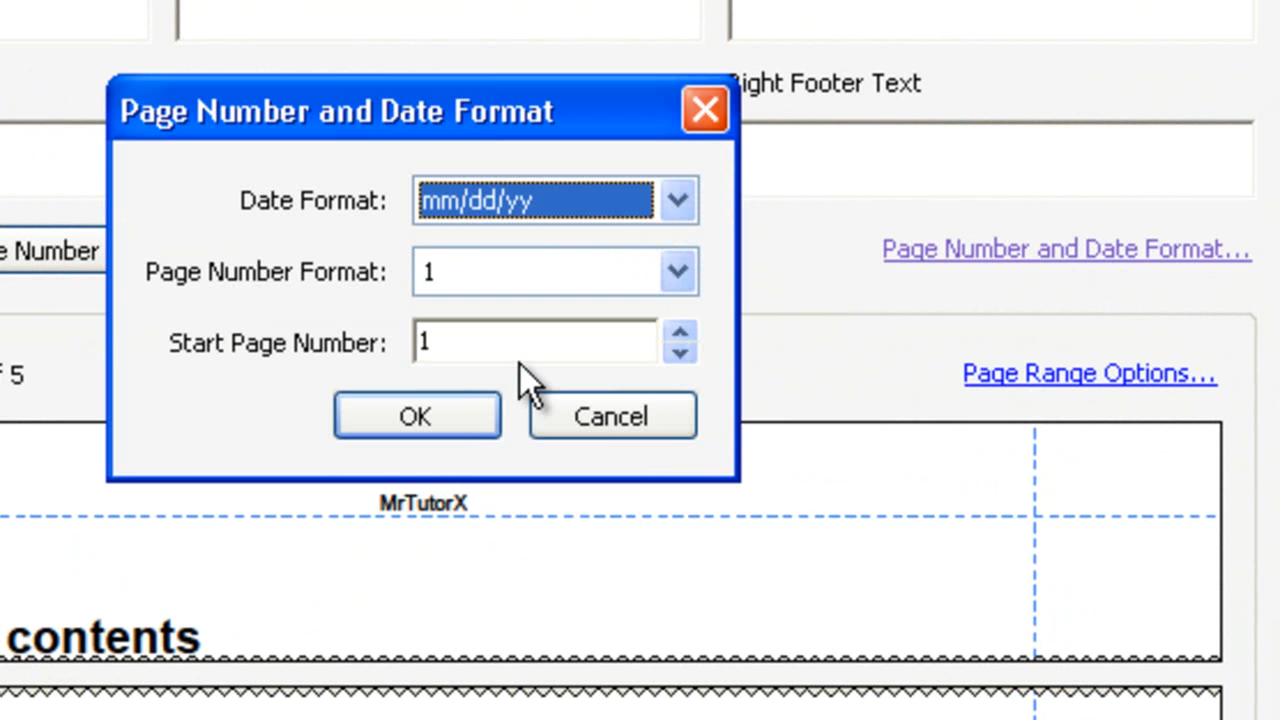 Right Footer Text
Page Number and Date Format
Date Format:
mm/dd/yy
Page Number Format:
1
Start Page Number:
1
OK
Cancel
e Number
Page Number and Date Format...
5
Page Range Options...
MrTutorX
contents